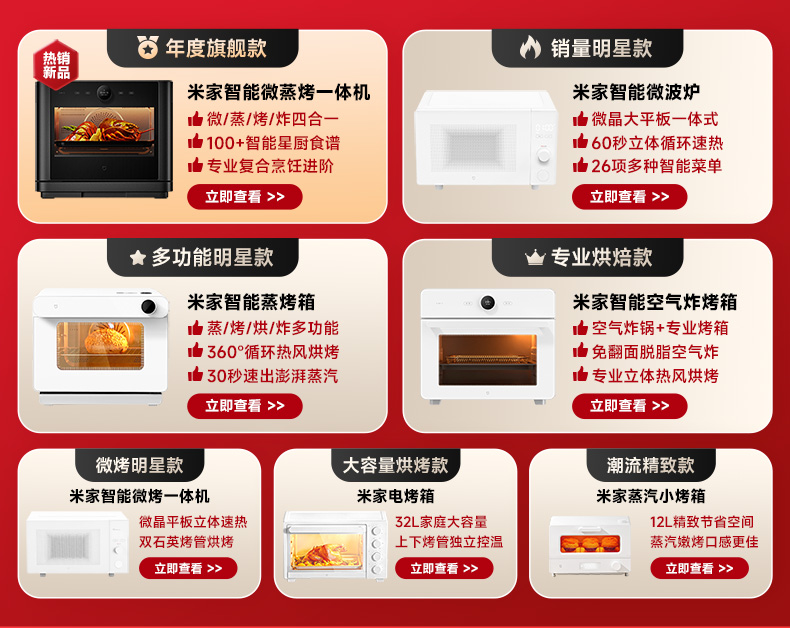 年度旗舰款
热销
新品
米家智能微蒸烤一体机
微/蒸/烤/炸四合一
100+智能星厨食谱
专业复合烹饪进阶
立即查看 >>
销量明星款
米家智能微波炉
微晶大平板一体式
60秒立体循环速热
26项多种智能菜单
立即查看 >>
多功能明星款
米家智能蒸烤箱
蒸/烤/烘/炸多功能
360°循环热风烘烤
30秒速出澎湃蒸汽
立即查看 >>
专业烘焙款
米家智能空气炸烤箱
空气炸锅+专业烤箱
免翻面脱脂空气炸
专业立体热风烘烤
立即查看 >>
微烤明星款
米家智能微烤一体机
微晶平板立体速热
双石英烤管烘烤
立即查看 >>
大容量烘烤款
米家电烤箱
32L家庭大容量
上下烤管独立控温
立即查看 >>
潮流精致款
米家蒸汽小烤箱
12L精致节省空间
蒸汽嫩烤口感更佳
立即查看 >>